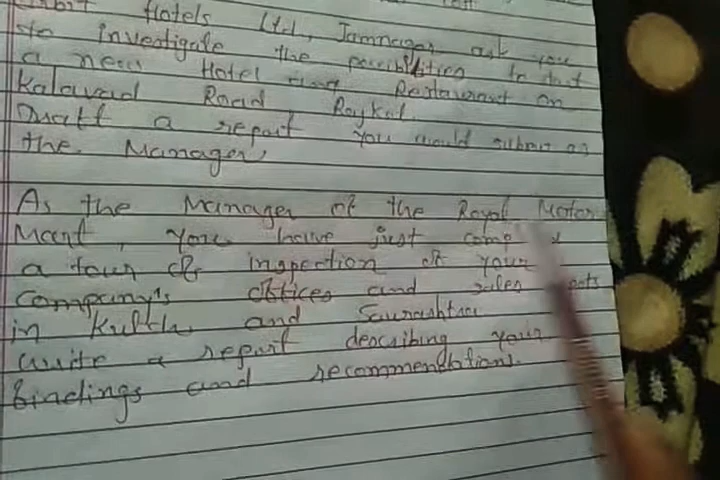 Hotels Ltd, Jamnagar ask you
to investigate the possibilities to start
a new Hotel and Restaurant on
Kalavad Road, Rajkot.
Draft a report you would submit as
the Manager,
As the Manager of the Royal Motor
Mart, you have just comp
a tour of inspection of your
company's offices and sales
in Kutch and Saurashtra
write a report describing your
findings and recommendations.